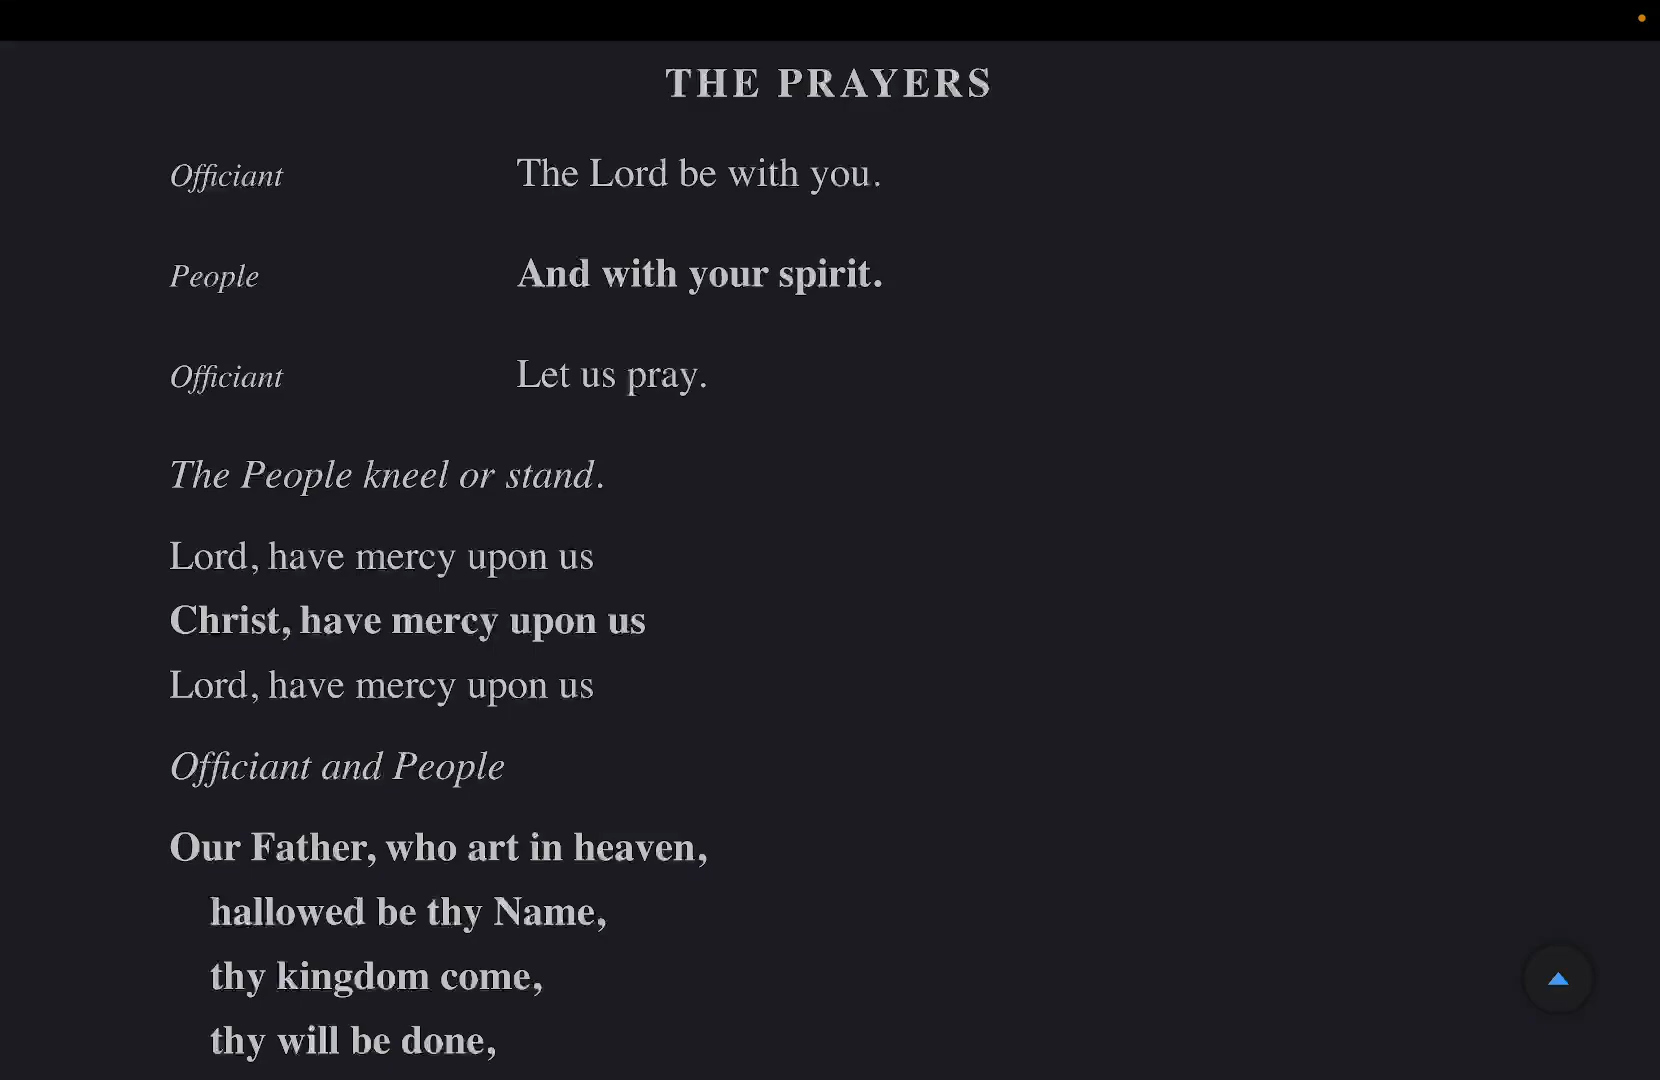 THE PRAYERS
Officiant The Lord be with you.
People And with your spirit.
Officiant Let us pray.
The People kneel or stand.
Lord, have mercy upon us
Christ, have mercy upon us
Lord, have mercy upon us
Officiant and People
Our Father, who art in heaven,
hallowed be thy Name,
thy kingdom come,
thy will be done,